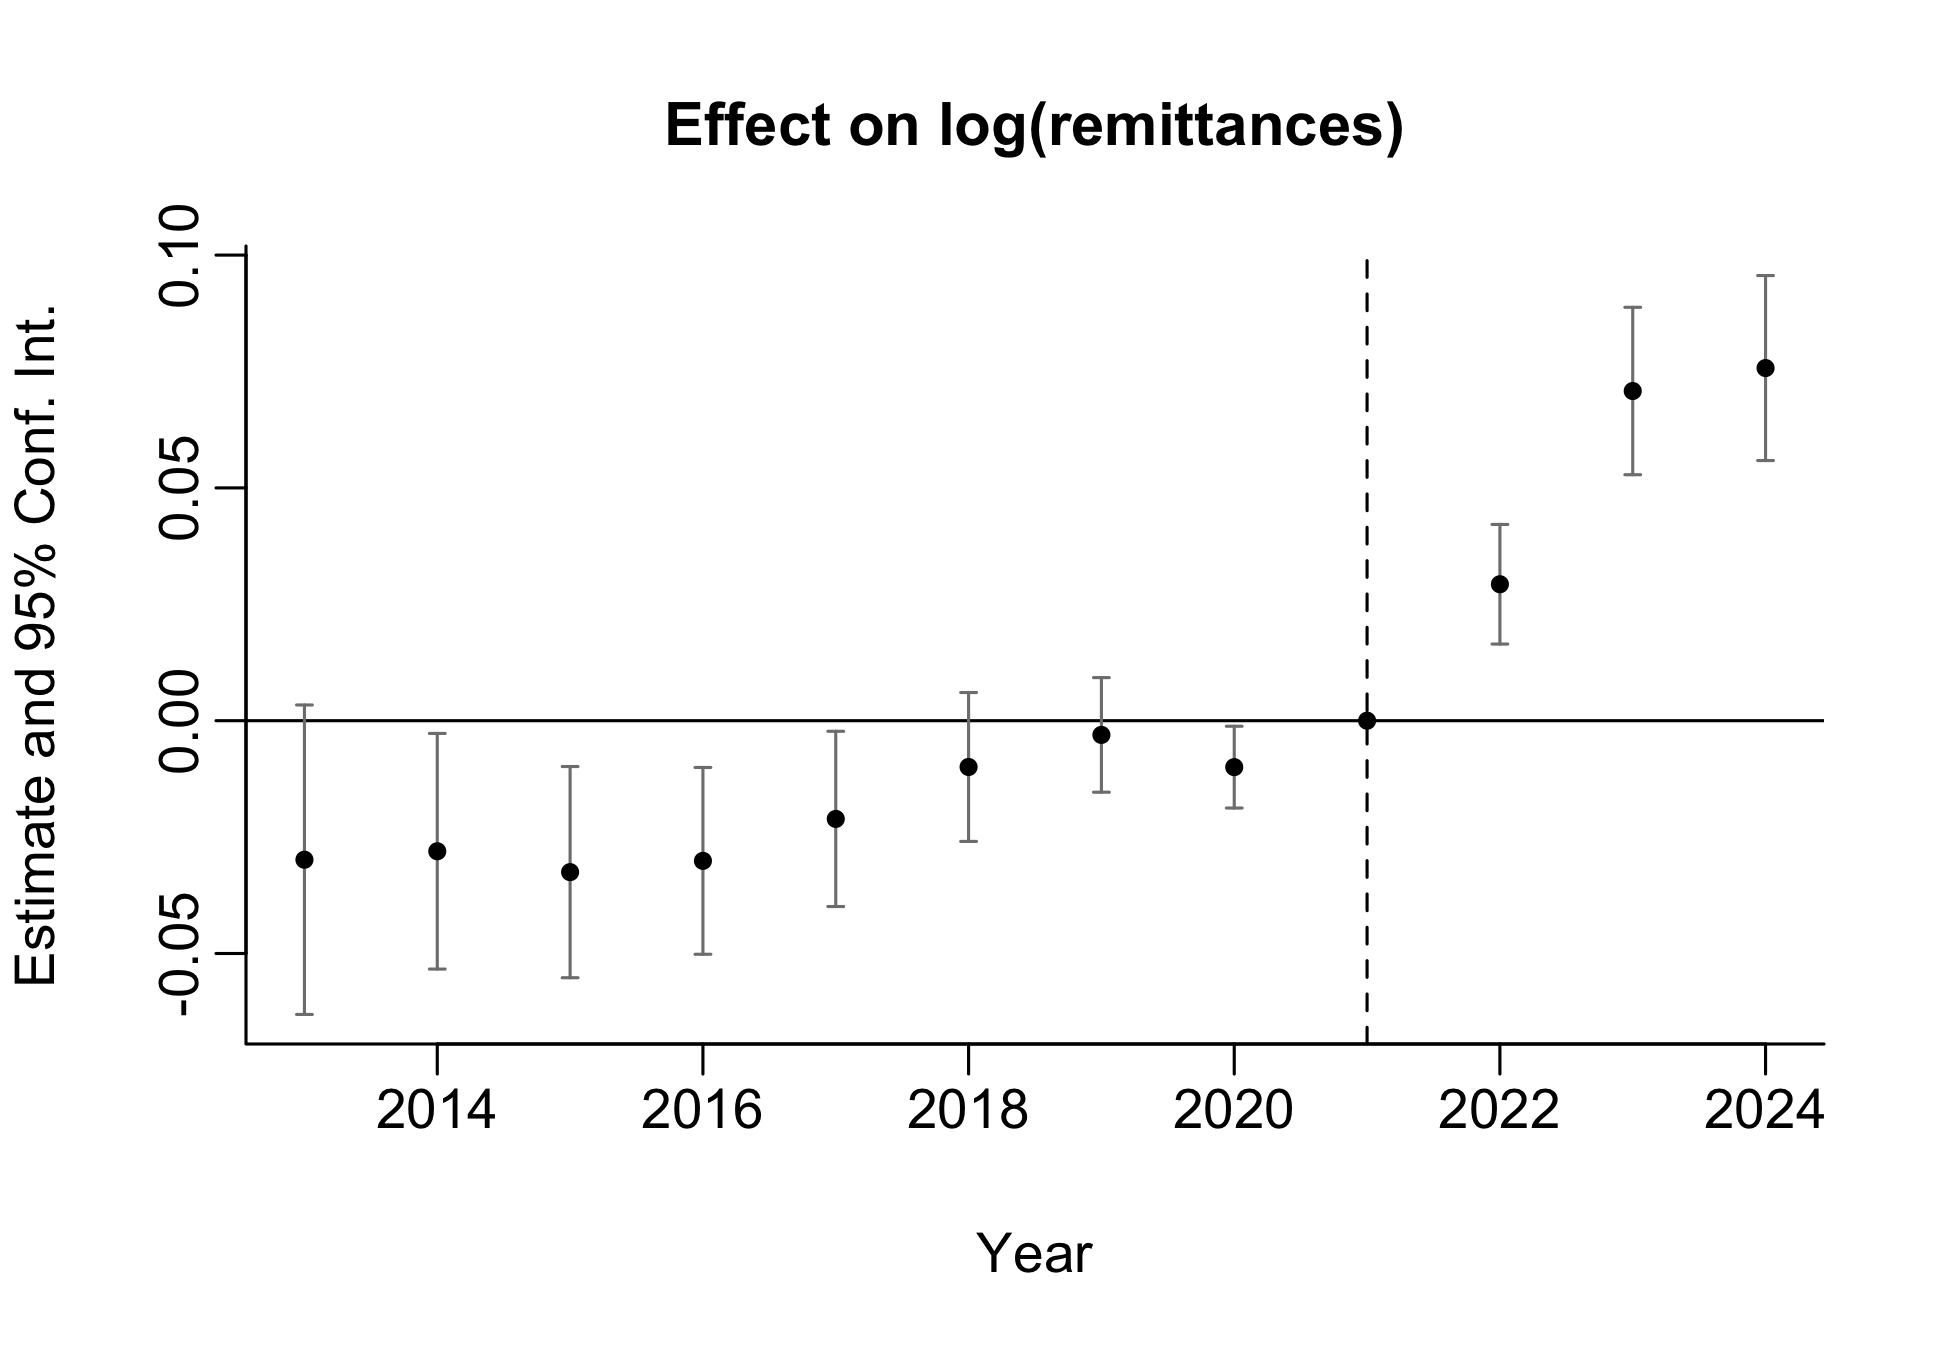 Effect on log(remittances)
Estimate and 95% Conf. Int.
0.10
0.05
0.00
-0.05
2014 2016 2018 2020 2022 2024
Year